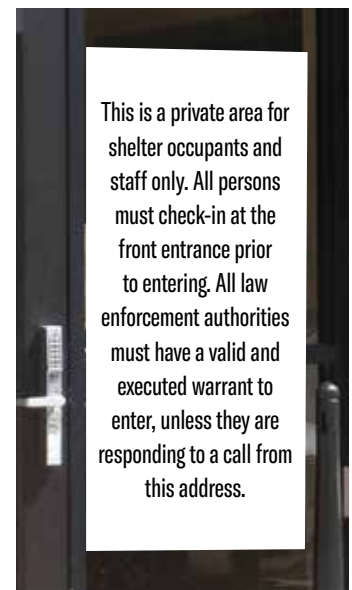 This is a private area for
shelter occupants and
staff only. All persons
must check-in at the
front entrance prior
to entering. All law
enforcement authorities
must have a valid and
executed warrant to
enter, unless they are
responding to a call from
this address.